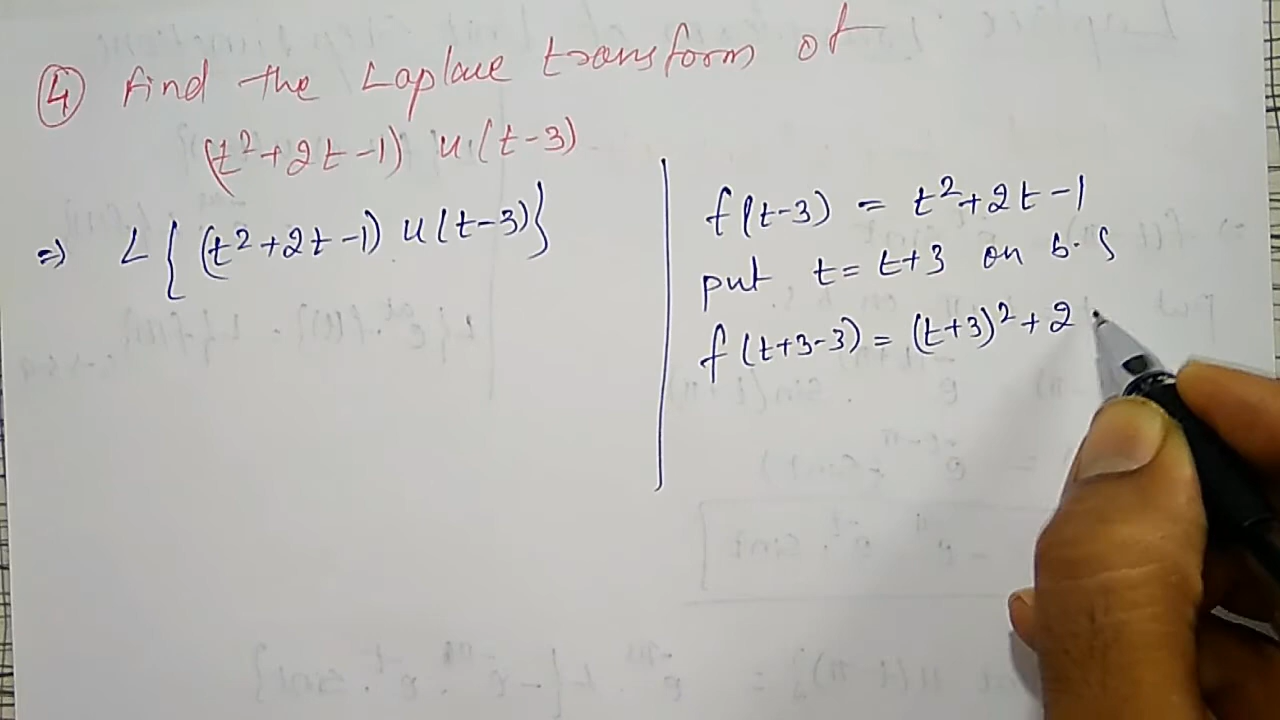 ④ Find the Laplace transform of
(t²+2t-1) u(t-3)
⇒ L{(t²+2t-1) u(t-3)}
f(t-3) = t²+2t-1
put t=t+3 on b.s
f(t+3-3) = (t+3)²+2